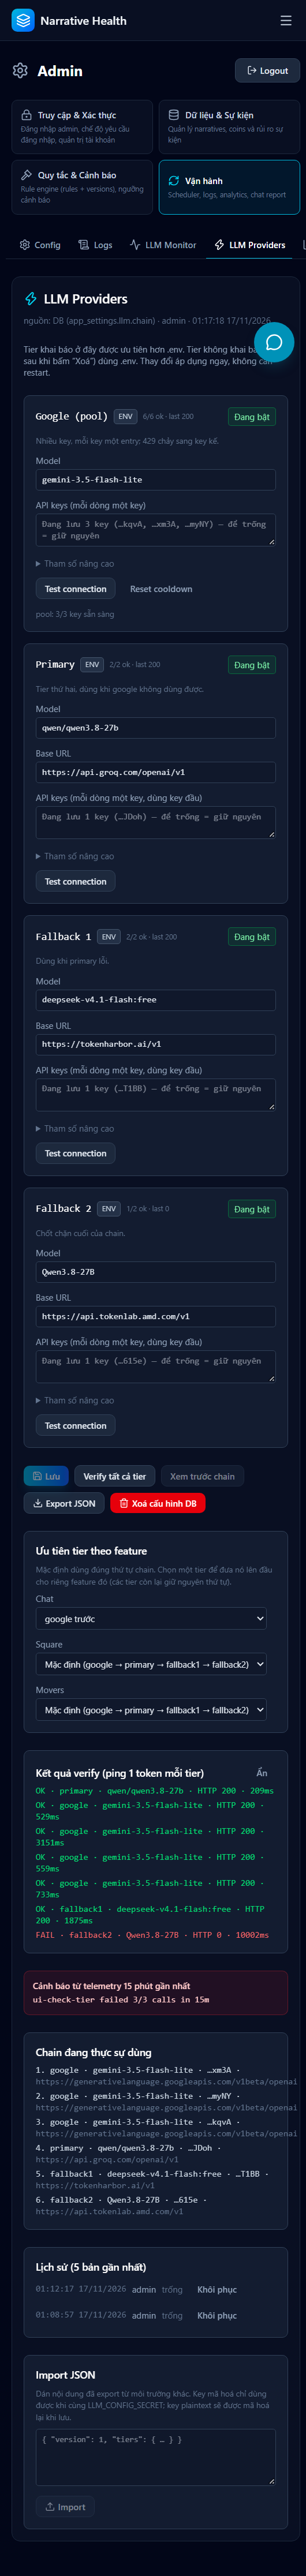 Narrative Health
Admin
Logout
Truy cập & Xác thực
Đăng nhập admin, chế độ yêu cầu
đăng nhập, quản trị tài khoản
Dữ liệu & Sự kiện
Quản lý narratives, coins và rủi ro sự
kiện
Quy tắc & Cảnh báo
Rule engine (rules + versions), ngưỡng
cảnh báo
Vận hành
Scheduler, logs, analytics, chat report
Config
Logs
LLM Monitor
LLM Providers
LLM Providers
nguồn: DB (app_settings.llm.chain) · admin · 01:17:18 17/11/2026
Tier khai báo ở đây được ưu tiên hơn .env. Tier không khai
sau khi bấm “Xoá”) dùng .env. Thay đổi áp dụng ngay, không cần
restart.
Google (pool) ENV 6/6 ok · last 200
Đang bật
Nhiều key, mỗi key một entry: 429 cháy sang key kế.
Model
gemini-3.5-flash-lite
API keys (mỗi dòng một key)
Đang lưu 3 key (…kqvA, …xm3A, …myNY) — để trống
= giữ nguyên
Tham số nâng cao
Test connection
Reset cooldown
pool: 3/3 key sẵn sàng
Primary ENV 2/2 ok · last 200
Đang bật
Tier thứ hai, dùng khi google không dùng được.
Model
qwen/qwen3.8-27b
Base URL
https://api.groq.com/openai/v1
API keys (mỗi dòng một key, dùng key đầu)
Đang lưu 1 key (…JDoh) — để trống = giữ nguyên
Tham số nâng cao
Test connection
Fallback 1 ENV 2/2 ok · last 200
Đang bật
Dùng khi primary lỗi.
Model
deepseek-v4.1-flash:free
Base URL
https://tokenharbor.ai/v1
API keys (mỗi dòng một key, dùng key đầu)
Đang lưu 1 key (…T1BB) — để trống = giữ nguyên
Tham số nâng cao
Test connection
Fallback 2 ENV 1/2 ok · last 0
Đang bật
Chốt chặn cuối của chain.
Model
Qwen3.8-27B
Base URL
https://api.tokenlab.amd.com/v1
API keys (mỗi dòng một key, dùng key đầu)
Đang lưu 1 key (…615e) — để trống = giữ nguyên
Tham số nâng cao
Test connection
Lưu
Verify tất cả tier
Xem trước chain
Export JSON
Xoá cấu hình DB
Ưu tiên tier theo feature
Mặc định dùng đúng thứ tự chain. Chọn một tier để đưa nó lên đầu
cho riêng feature đó (các tier còn lại giữ nguyên thứ tự).
Chat
google trước
Square
Mặc định (google → primary → fallback1 → fallback2)
Movers
Mặc định (google → primary → fallback1 → fallback2)
Kết quả verify (ping 1 token mỗi tier)
Ẩn
OK · primary · qwen/qwen3.8-27b · HTTP 200 · 209ms
OK · google · gemini-3.5-flash-lite · HTTP 200 ·
529ms
OK · google · gemini-3.5-flash-lite · HTTP 200 ·
3151ms
OK · google · gemini-3.5-flash-lite · HTTP 200 ·
559ms
OK · google · gemini-3.5-flash-lite · HTTP 200 ·
733ms
OK · fallback1 · deepseek-v4.1-flash:free · HTTP
200 · 1875ms
FAIL · fallback2 · Qwen3.8-27B · HTTP 0 · 10002ms
Cảnh báo từ telemetry 15 phút gần nhất
ui-check-tier failed 3/3 calls in 15m
Chain đang thực sự dùng
1. google · gemini-3.5-flash-lite · …xm3A ·
https://generativelanguage.googleapis.com/v1beta/openai
2. google · gemini-3.5-flash-lite · …myNY ·
https://generativelanguage.googleapis.com/v1beta/openai
3. google · gemini-3.5-flash-lite · …kqvA ·
https://generativelanguage.googleapis.com/v1beta/openai
4. primary · qwen/qwen3.8-27b · …JDoh ·
https://api.groq.com/openai/v1
5. fallback1 · deepseek-v4.1-flash:free · …T1BB ·
https://tokenharbor.ai/v1
6. fallback2 · Qwen3.8-27B · …615e ·
https://api.tokenlab.amd.com/v1
Lịch sử (5 bản gần nhất)
01:12:17 17/11/2026 admin trống Khôi phục
01:08:57 17/11/2026 admin trống Khôi phục
Import JSON
Dán nội dung đã export từ môi trường khác. Key mã hoá chỉ dùng
được khi cùng LLM_CONFIG_SECRET; key plaintext sẽ được mã hoá
lại khi lưu.
{ "version": 1, "tiers": { … } }
Import